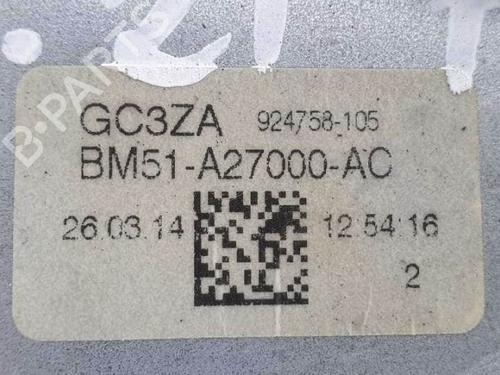 B-PARTS
GC3ZA 924758-105
BM51-A27000-AC
26.03.14 12:54:16
2